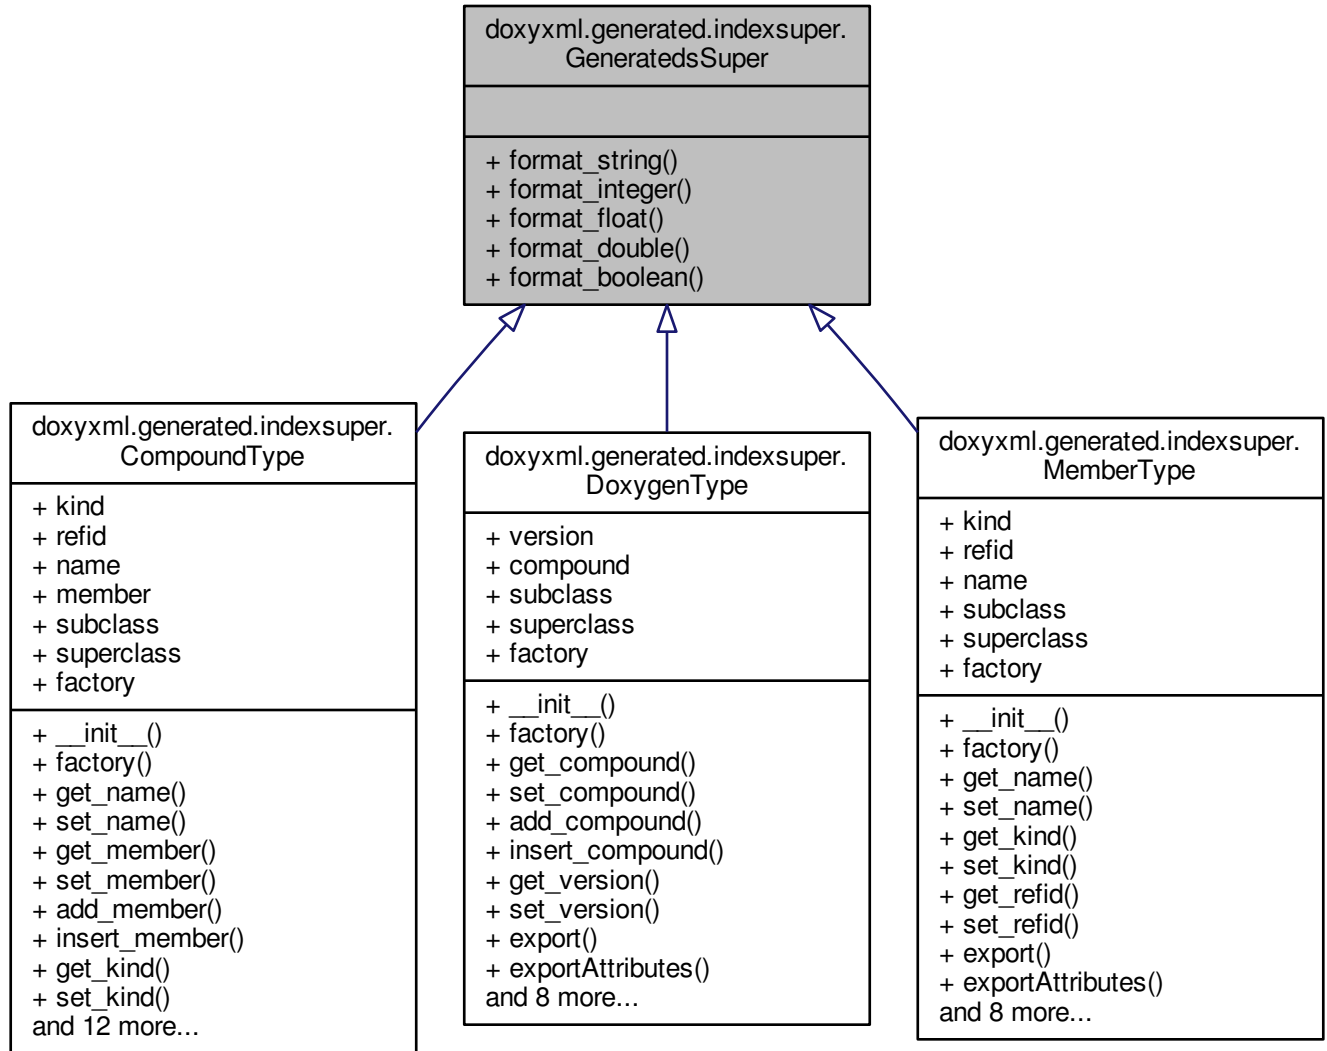 doxyxml.generated.indexsuper.
GeneratedsSuper
+ format_string()
+ format_integer()
+ format_float()
+ format_double()
+ format_boolean()
doxyxml.generated.indexsuper.
CompoundType
+ kind
+ refid
+ name
+ member
+ subclass
+ superclass
+ factory
+ __init__()
+ factory()
+ get_name()
+ set_name()
+ get_member()
+ set_member()
+ add_member()
+ insert_member()
+ get_kind()
+ set_kind()
and 12 more...
doxyxml.generated.indexsuper.
DoxygenType
+ version
+ compound
+ subclass
+ superclass
+ factory
+ __init__()
+ factory()
+ get_compound()
+ set_compound()
+ add_compound()
+ insert_compound()
+ get_version()
+ set_version()
+ export()
+ exportAttributes()
and 8 more...
doxyxml.generated.indexsuper.
MemberType
+ kind
+ refid
+ name
+ subclass
+ superclass
+ factory
+ __init__()
+ factory()
+ get_name()
+ set_name()
+ get_kind()
+ set_kind()
+ get_refid()
+ set_refid()
+ export()
+ exportAttributes()
and 8 more...